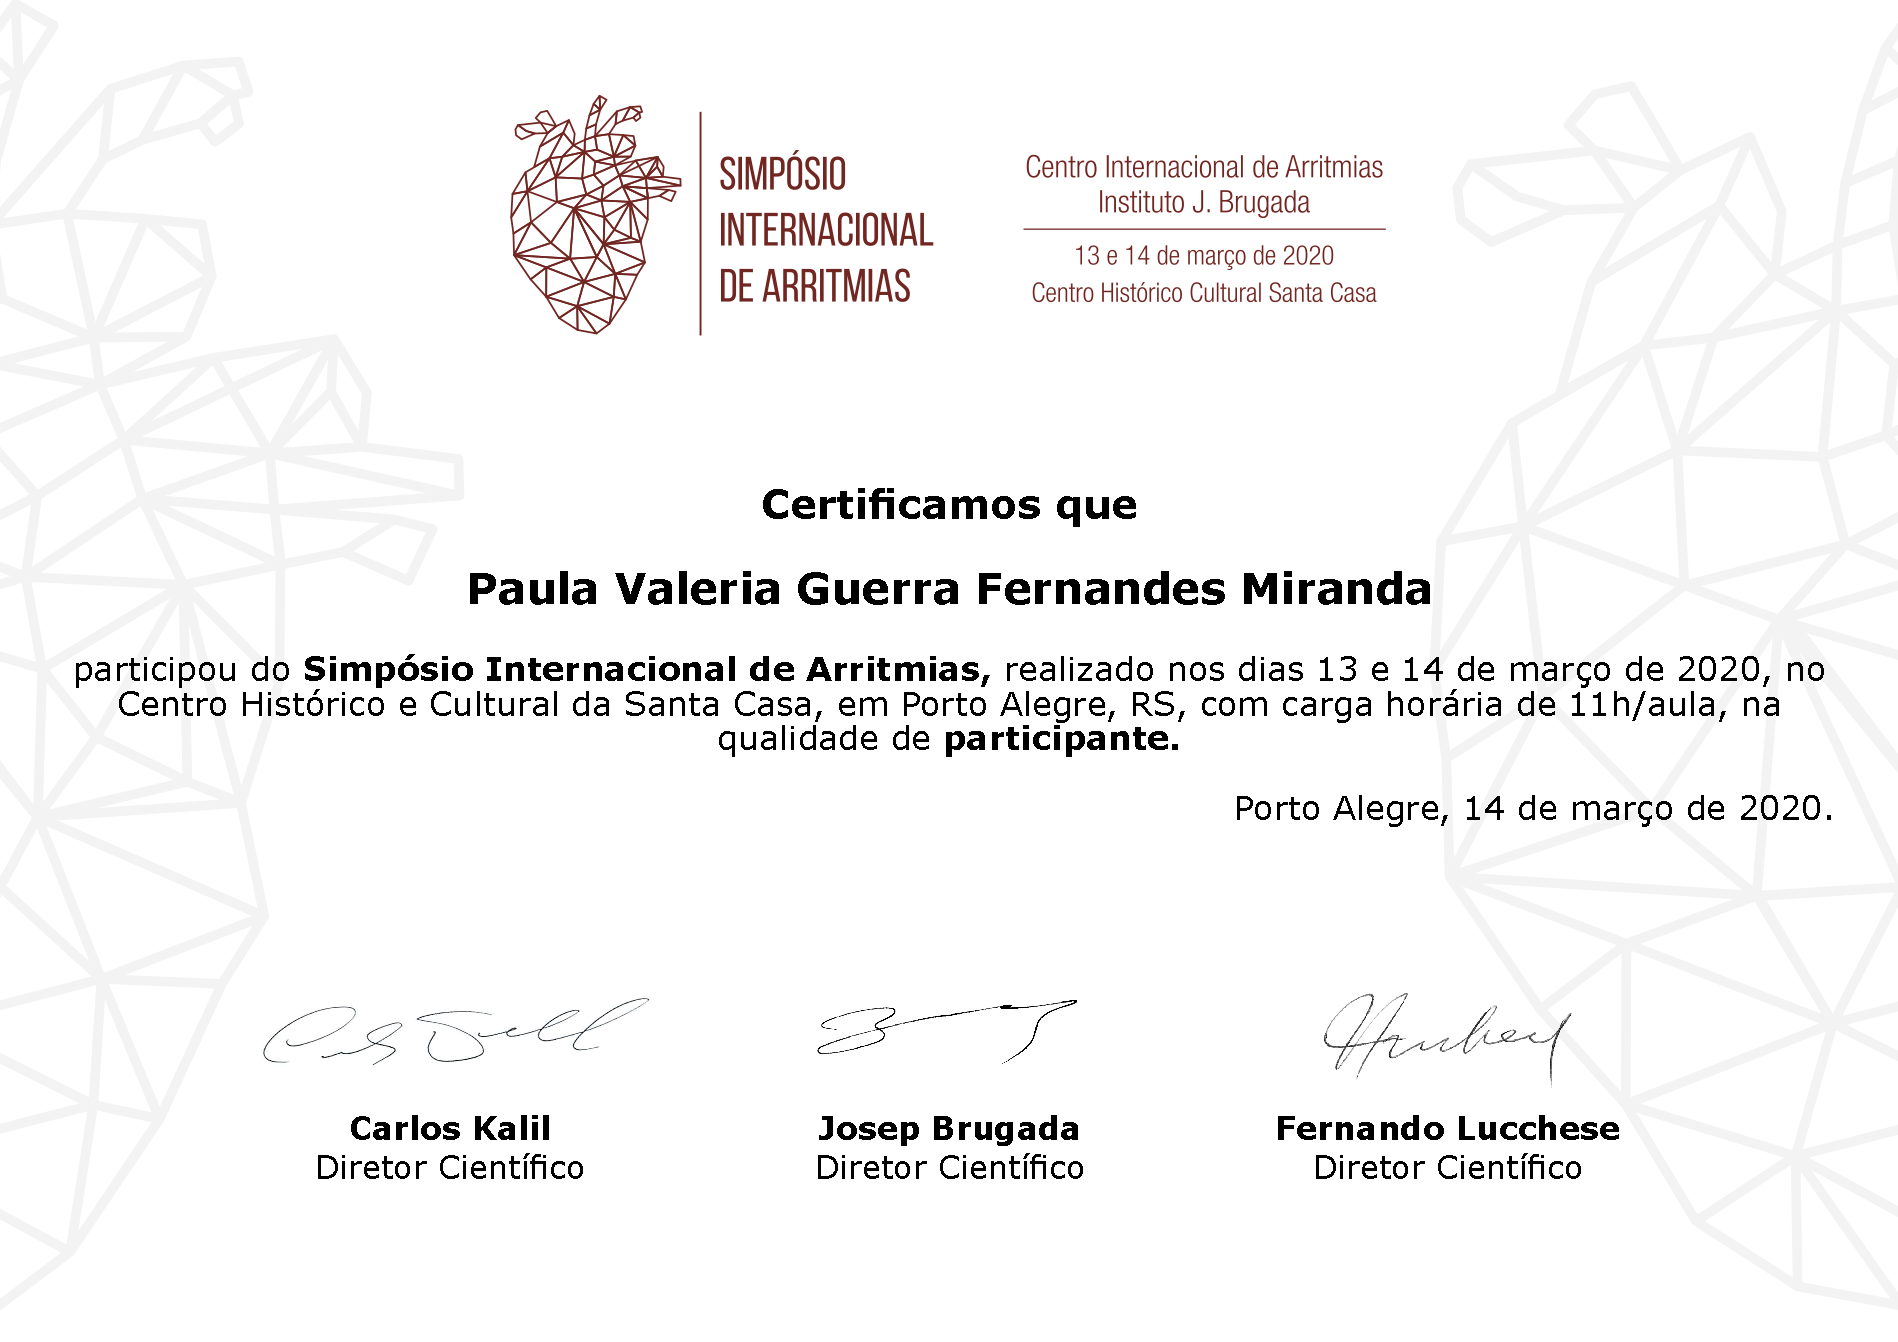 SIMPÓSIO
INTERNACIONAL
DE ARRITMIAS
Centro Internacional de Arritmias
Instituto J. Brugada
13 e 14 de março de 2020
Centro Histórico Cultural Santa Casa
Certificamos que
Paula Valeria Guerra Fernandes Miranda
participou do Simpósio Internacional de Arritmias, realizado nos dias 13 e 14 de março de 2020, no
Centro Histórico e Cultural da Santa Casa, em Porto Alegre, RS, com carga horária de 11h/aula, na
qualidade de participante.
Porto Alegre, 14 de março de 2020.
Carlos Kalil
Diretor Científico
Josep Brugada
Diretor Científico
Fernando Lucchese
Diretor Científico